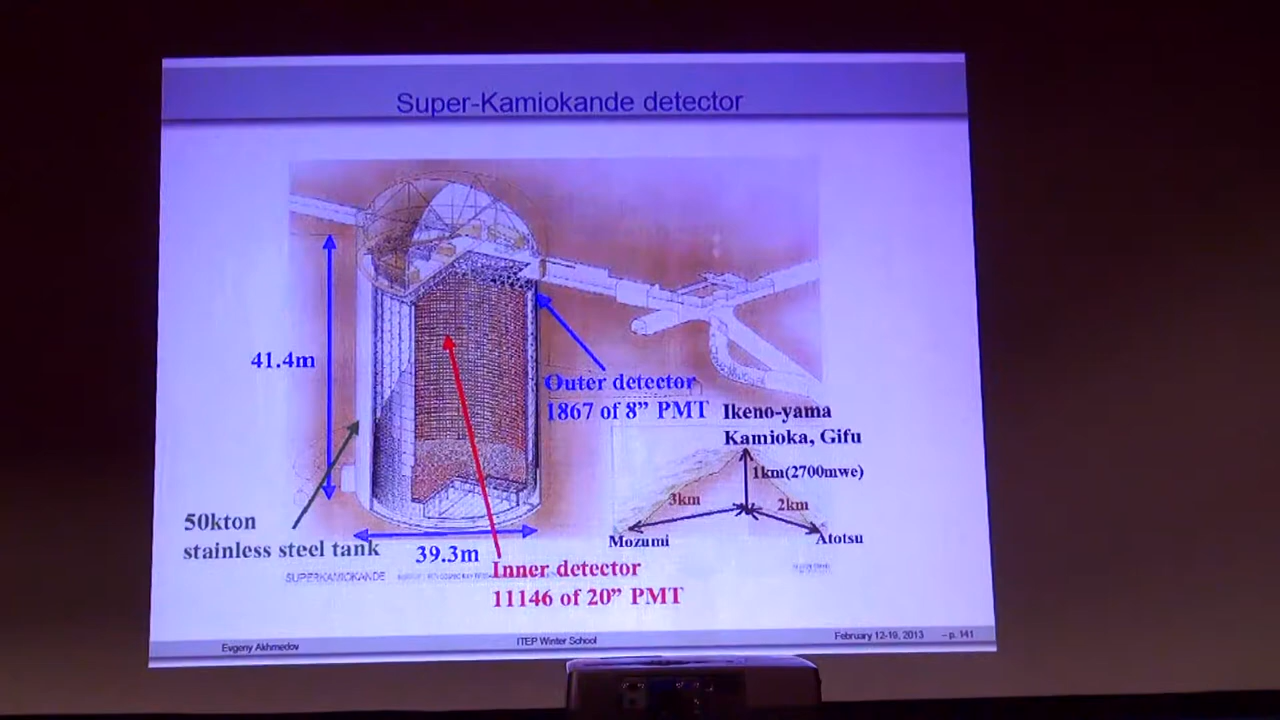 Super-Kamiokande detector
41.4m
Outer detector
1867 of 8” PMT
Ikeno-yama
Kamioka, Gifu
1km(2700mwe)
3km
2km
Mozumi
Atotsu
50kton
stainless steel tank
39.3m
SUPERKAMIOKANDE
Inner detector
11146 of 20” PMT
Evgeny Akhmedov
ITEP Winter School
February 12-19, 2013
– p. 141